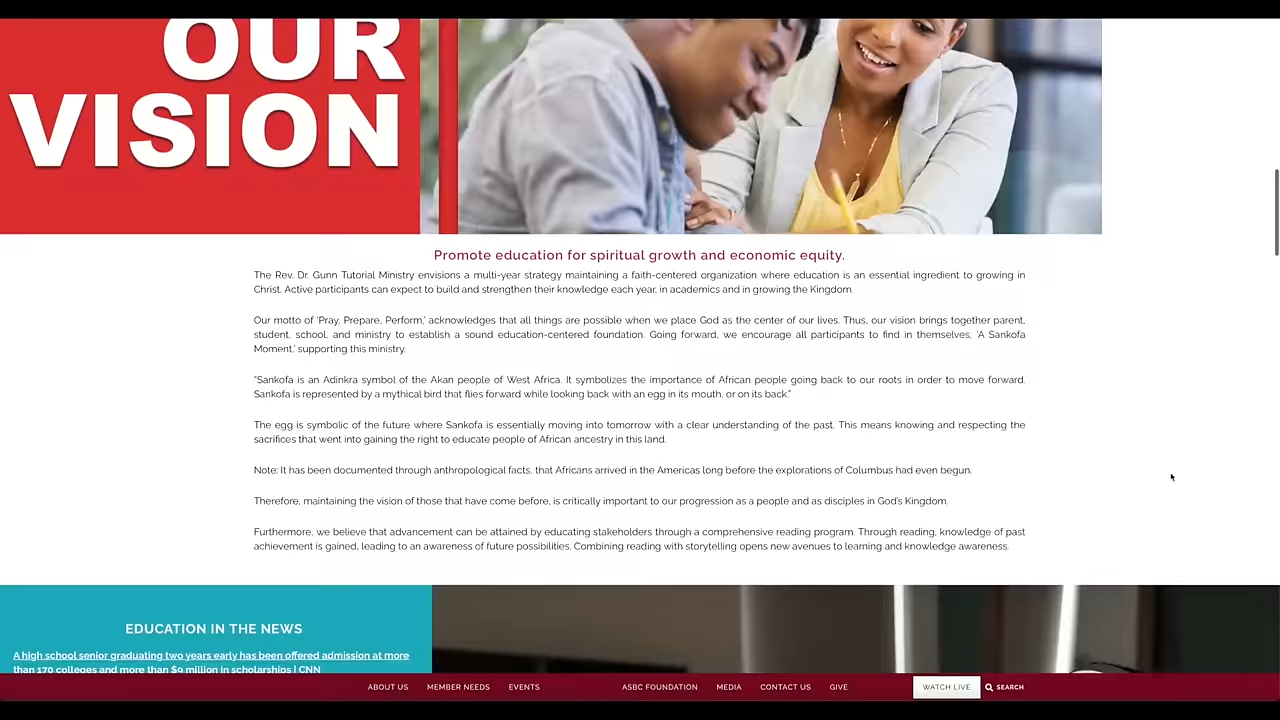 OUR
VISION
Promote education for spiritual growth and economic equity.
The Rev. Dr. Gunn Tutorial Ministry envisions a multi-year strategy maintaining a faith-centered organization where education is an essential ingredient to growing in
Christ. Active participants can expect to build and strengthen their knowledge each year, in academics and in growing the Kingdom.
Our motto of 'Pray, Prepare, Perform,' acknowledges that all things are possible when we place God as the center of our lives. Thus, our vision brings together parent,
student, school, and ministry to establish a sound education-centered foundation. Going forward, we encourage all participants to find in themselves, 'A Sankofa
Moment,' supporting this ministry.
“Sankofa is an Adinkra symbol of the Akan people of West Africa. It symbolizes the importance of African people going back to our roots in order to move forward.
Sankofa is represented by a mythical bird that flies forward while looking back with an egg in its mouth, or on its back.”
The egg is symbolic of the future where Sankofa is essentially moving into tomorrow with a clear understanding of the past. This means knowing and respecting the
sacrifices that went into gaining the right to educate people of African ancestry in this land.
Note: It has been documented through anthropological facts, that Africans arrived in the Americas long before the explorations of Columbus had even begun.
Therefore, maintaining the vision of those that have come before, is critically important to our progression as a people and as disciples in God's Kingdom.
Furthermore, we believe that advancement can be attained by educating stakeholders through a comprehensive reading program. Through reading, knowledge of past
achievement is gained, leading to an awareness of future possibilities. Combining reading with storytelling opens new avenues to learning and knowledge awareness.
EDUCATION IN THE NEWS
A high school senior graduating two years early has been offered admission at more
than 170 colleges and more than $9 million in scholarships | CNN
ABOUT US MEMBER NEEDS EVENTS ASBC FOUNDATION MEDIA CONTACT US GIVE WATCH LIVE SEARCH